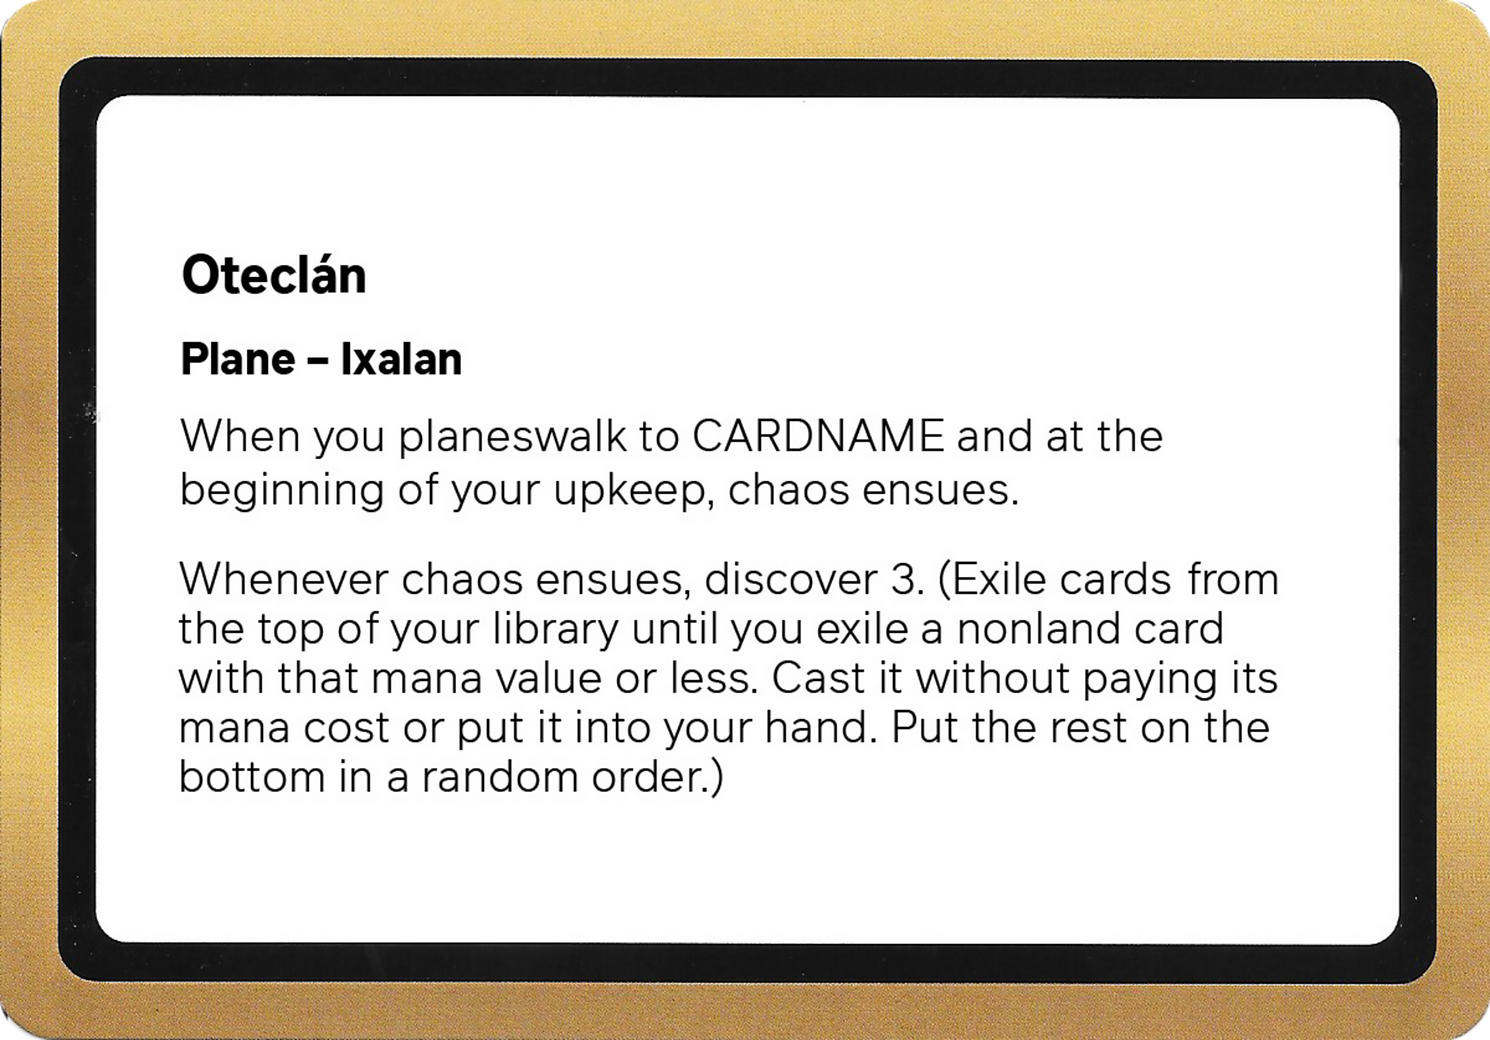 Oteclán
Plane – Ixalan
When you planeswalk to CARDNAME and at the
beginning of your upkeep, chaos ensues.
Whenever chaos ensues, discover 3. (Exile cards from
the top of your library until you exile a nonland card
with that mana value or less. Cast it without paying its
mana cost or put it into your hand. Put the rest on the
bottom in a random order.)